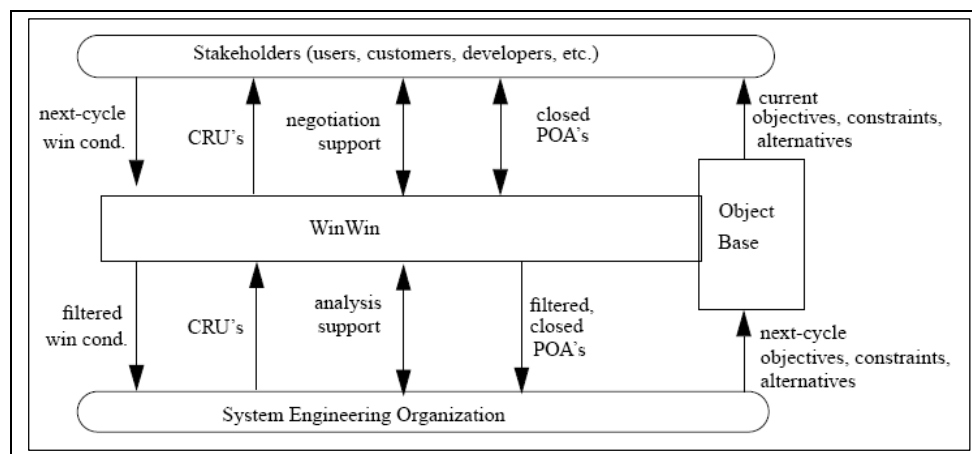 Stakeholders (users, customers, developers, etc.)
next-cycle
win cond.
CRU's
negotiation
support
closed
POA's
current
objectives, constraints,
alternatives
WinWin
Object
Base
filtered
win cond.
CRU's
analysis
support
filtered,
closed
POA's
next-cycle
objectives, constraints,
alternatives
System Engineering Organization